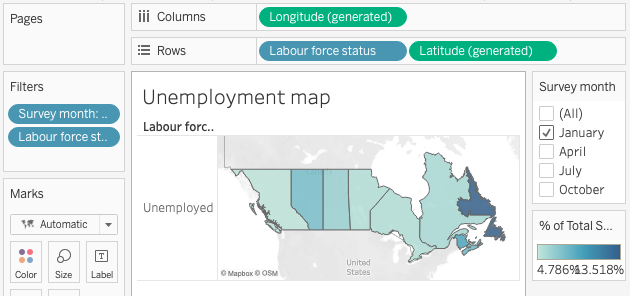 Pages
Columns
Longitude (generated)
Rows
Labour force status
Latitude (generated)
Filters
Survey month: ..
Labour force st..
Marks
Automatic
Color
Size
Label
Unemployment map
Labour forc..
Unemployed
© Mapbox © OSM
United
States
Survey month
(All)
January
April
July
October
% of Total S...
4.786%
13.518%